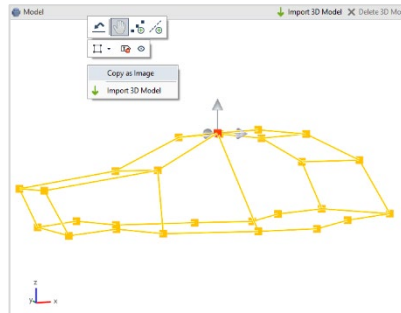 Model
Import 3D Model
Delete 3D Mo
Copy as Image
Import 3D Model
z
y
x